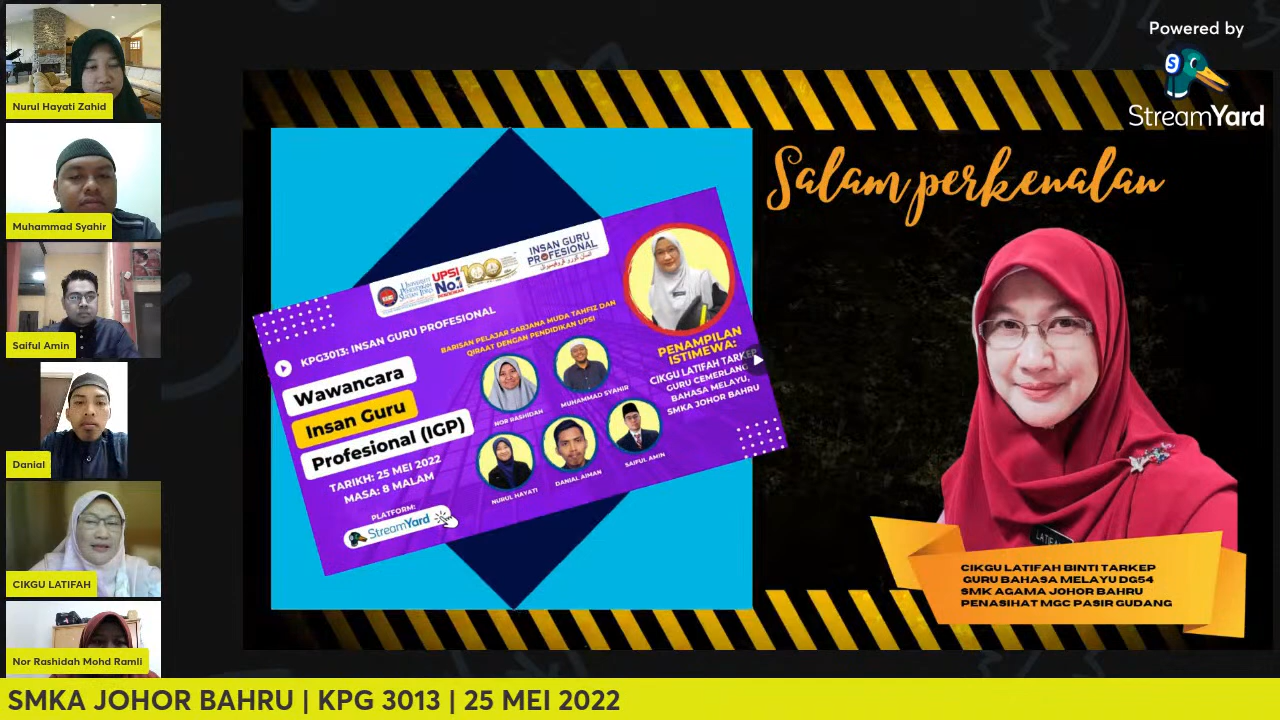 Powered by
StreamYard
Nurul Hayati Zahid
Muhammad Syahir
Saiful Amin
Danial
CIKGU LATIFAH
Nor Rashidah Mohd Ramli
Salam perkenalan
UPSI
No.1
100
INSAN GURU
PROFESIONAL
KPG3013: INSAN GURU PROFESIONAL
BARISAN PELAJAR SARJANA MUDA TAHFIZ DAN
QIRAAT DENGAN PENDIDIKAN UPSI
Wawancara
Insan Guru
Profesional (IGP)
TARIKH: 25 MEI 2022
MASA: 8 MALAM
PLATFORM:
StreamYard
NOR RASHIDAH
MUHAMMAD SYAHIR
NURUL HAYATI
DANIAL AIMAN
SAIFUL AMIN
PENAMPILAN
ISTIMEWA:
CIKGU LATIFAH TARKEP
GURU CEMERLANG
BAHASA MELAYU,
SMKA JOHOR BAHRU
CIKGU LATIFAH BINTI TARKEP
GURU BAHASA MELAYU DG54
SMK AGAMA JOHOR BAHRU
PENASIHAT MGC PASIR GUDANG
SMKA JOHOR BAHRU | KPG 3013 | 25 MEI 2022